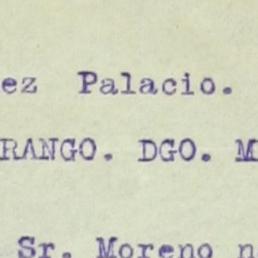 ez Palacio.
RANGO. DGO. M
Sr. Moreno n